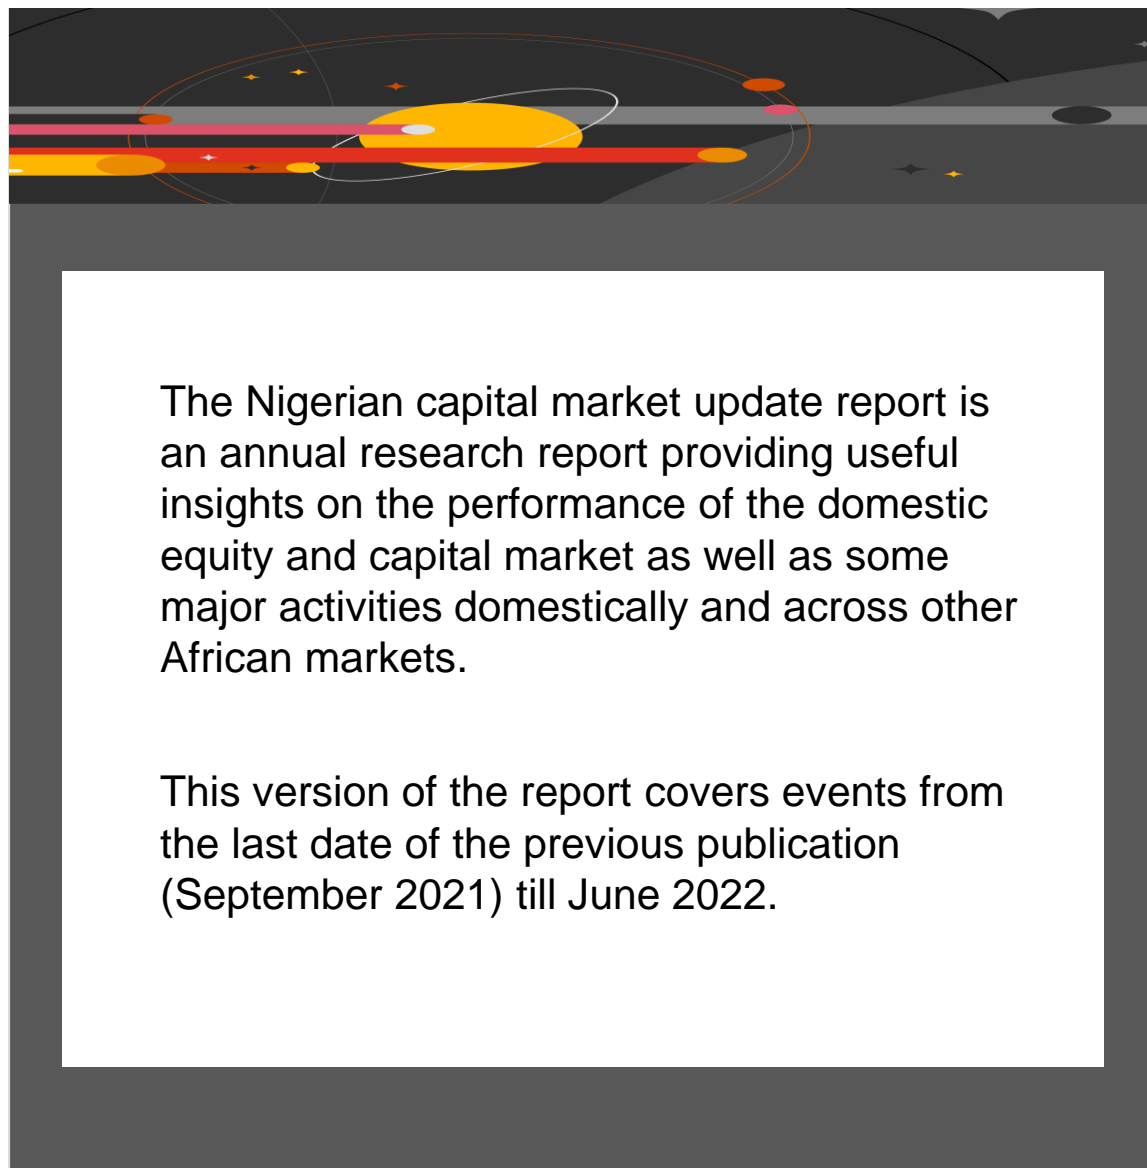 The Nigerian capital market update report is
an annual research report providing useful
insights on the performance of the domestic
equity and capital market as well as some
major activities domestically and across other
African markets.
This version of the report covers events from
the last date of the previous publication
(September 2021) till June 2022.